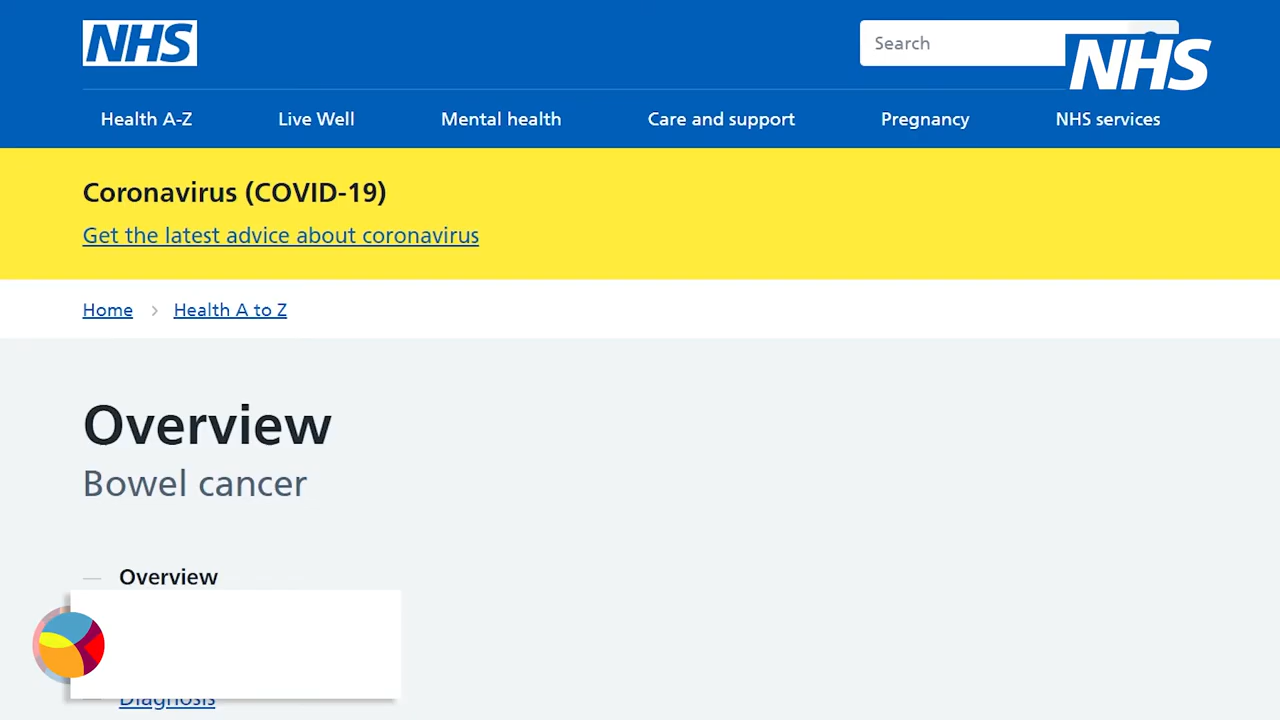 NHS
Search
NHS
Health A-Z
Live Well
Mental health
Care and support
Pregnancy
NHS services
Coronavirus (COVID-19)
Get the latest advice about coronavirus
Home
Health A to Z
Overview
Bowel cancer
Overview
Diagnosis